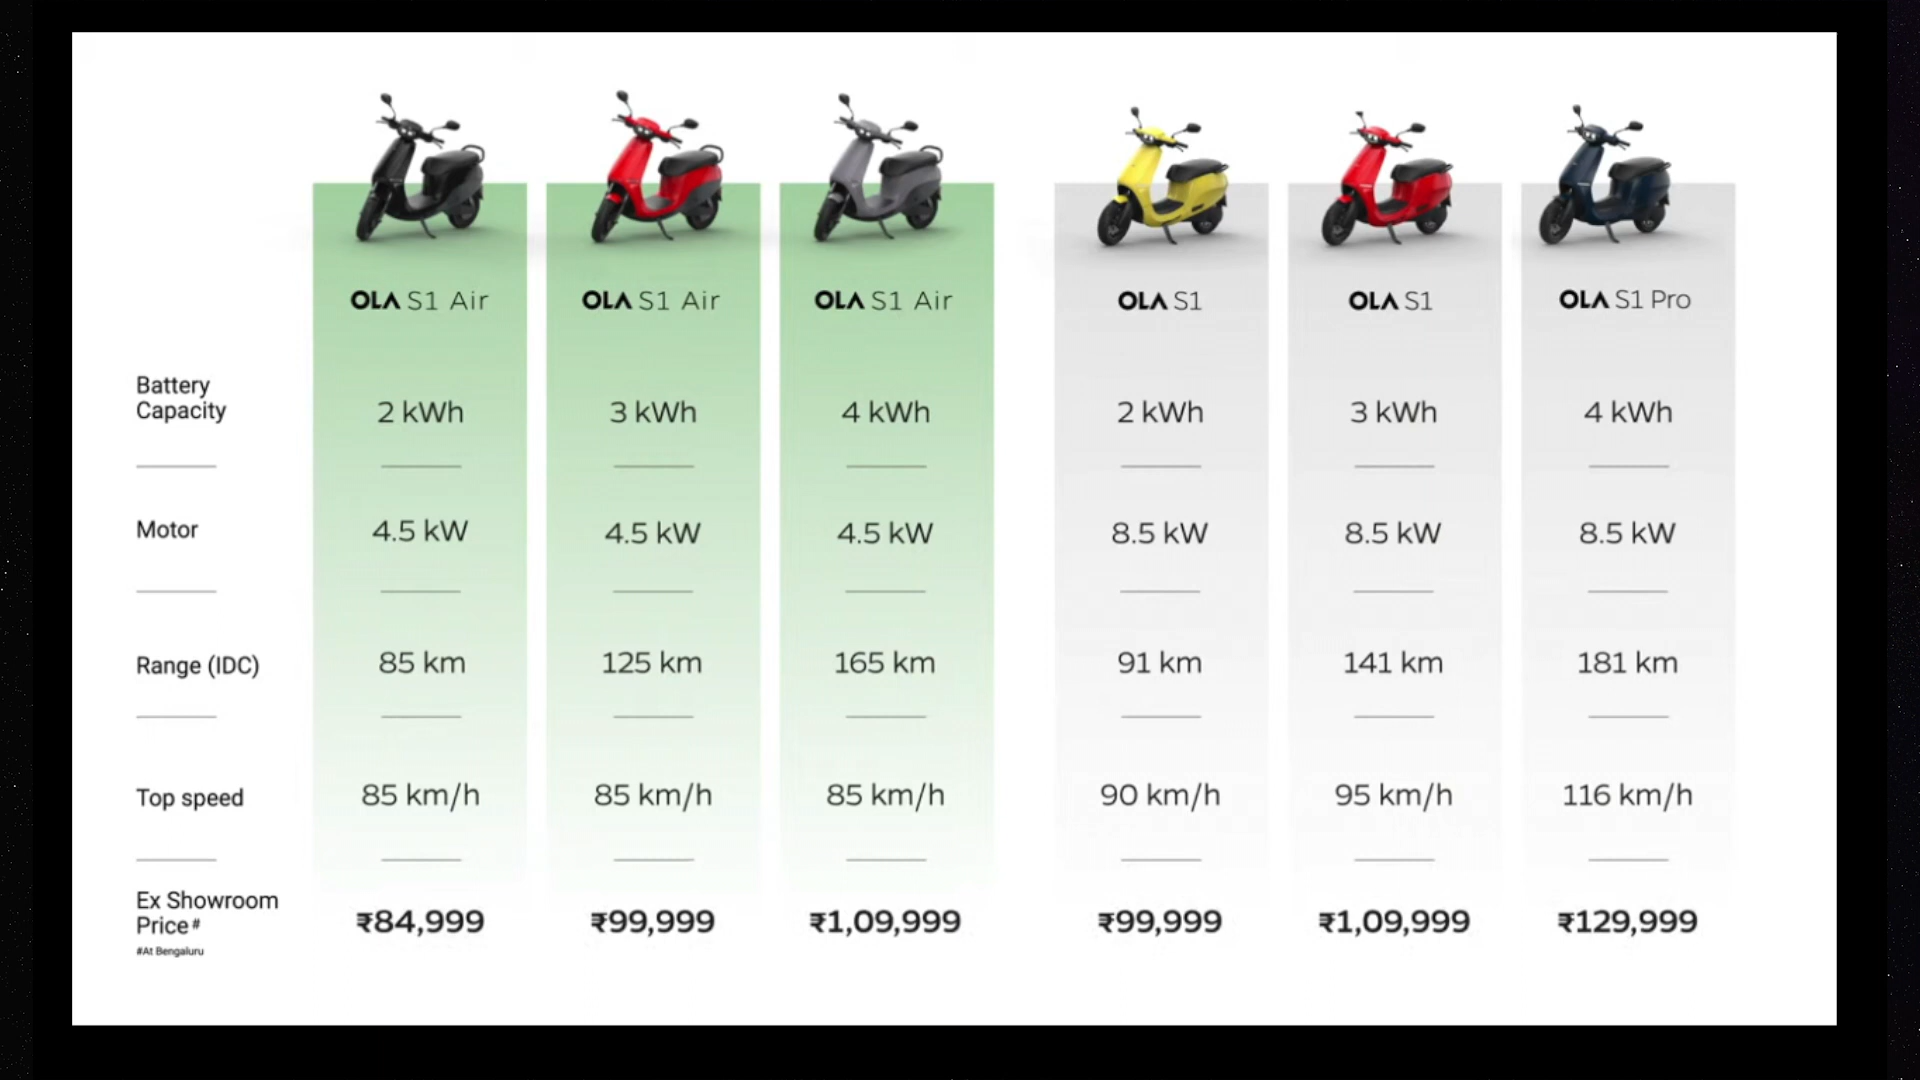 OLA S1 Air
OLA S1 Air
OLA S1 Air
OLA S1
OLA S1
OLA S1 Pro
Battery
Capacity
2 kWh
3 kWh
4 kWh
2 kWh
3 kWh
4 kWh
Motor
4.5 kW
4.5 kW
4.5 kW
8.5 kW
8.5 kW
8.5 kW
Range (IDC)
85 km
125 km
165 km
91 km
141 km
181 km
Top speed
85 km/h
85 km/h
85 km/h
90 km/h
95 km/h
116 km/h
Ex Showroom
Price#
#At Bengaluru
₹84,999
₹99,999
₹1,09,999
₹99,999
₹1,09,999
₹129,999